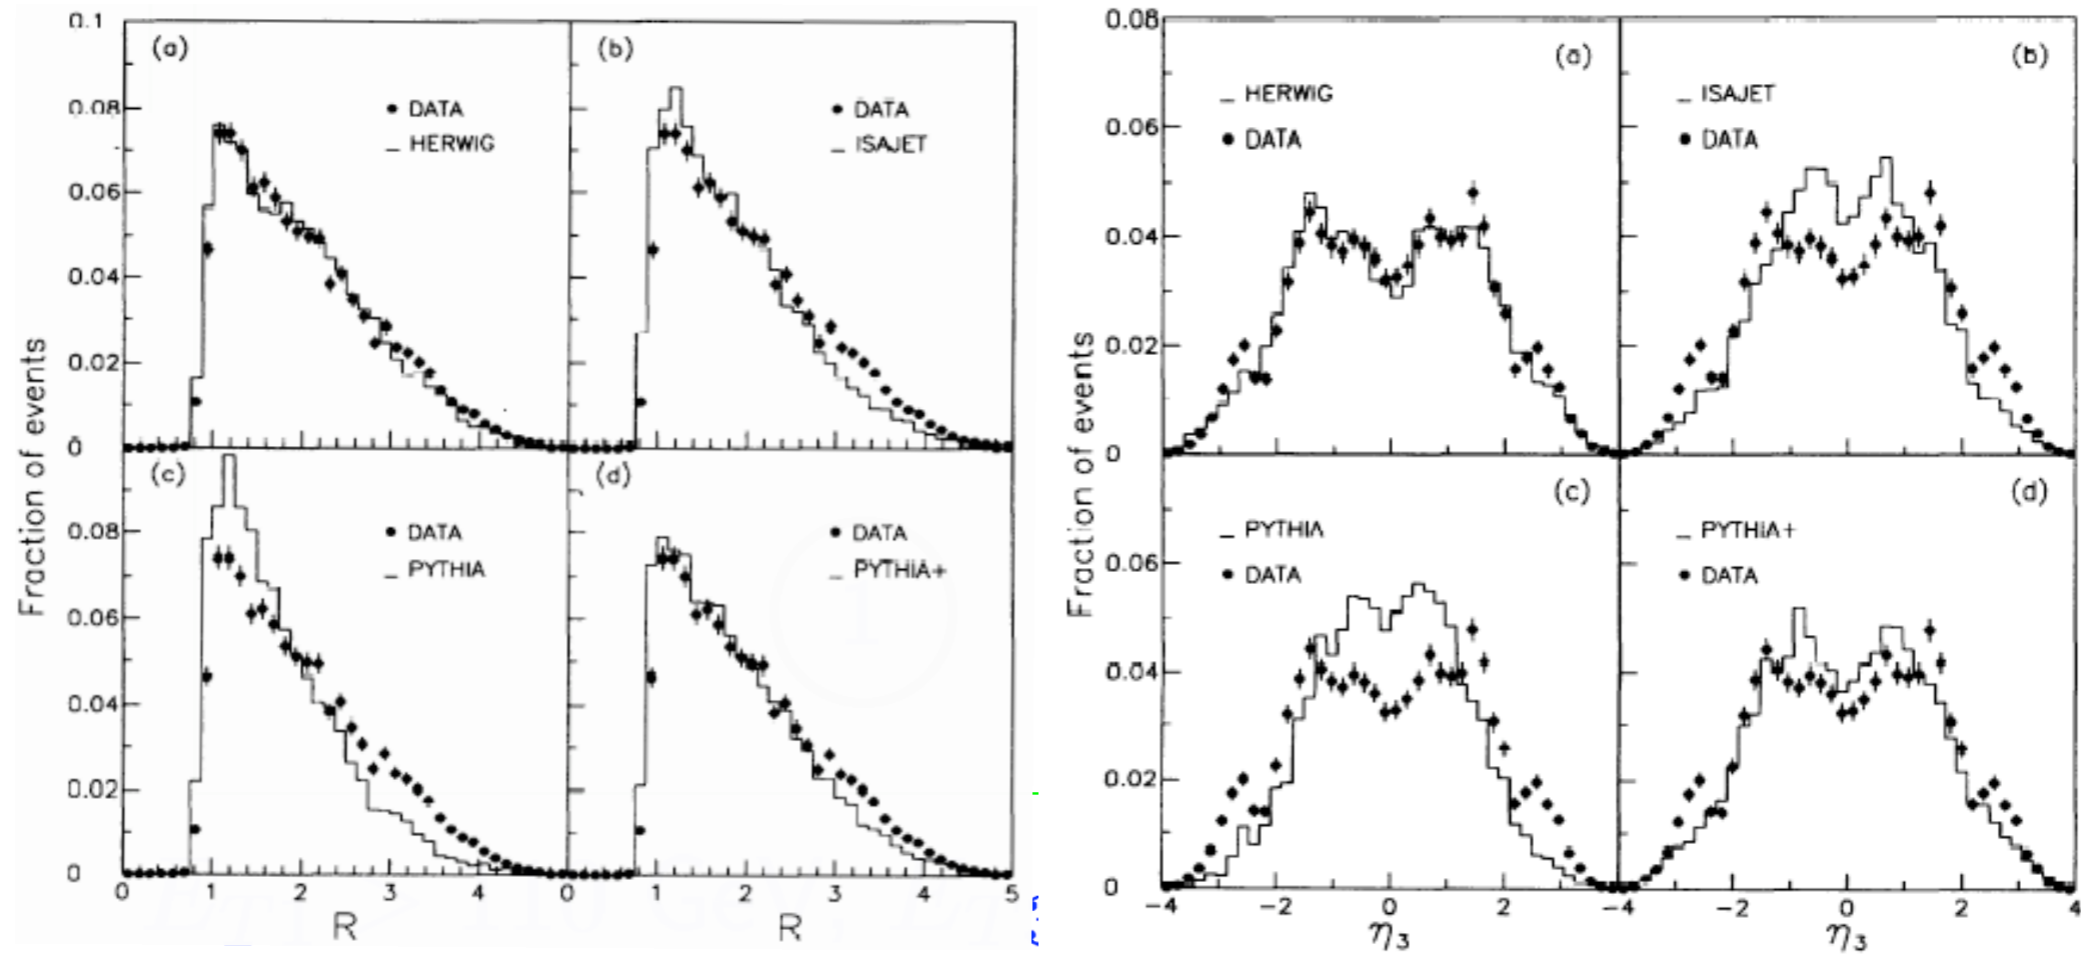 Fraction of events
0.1
0.08
0.06
0.04
0.02
0
(a)
DATA
HERWIG
(b)
DATA
ISAJET
0.08
0.06
0.04
0.02
0
(c)
DATA
PYTHIA
(d)
DATA
PYTHIA+
0 1 2 3 4 0 1 2 3 4 5
R R
Fraction of events
0.08
0.06
0.04
0.02
0
(a)
HERWIG
DATA
(b)
ISAJET
DATA
0.06
0.04
0.02
0
(c)
PYTHIA
DATA
(d)
PYTHIA+
DATA
−4 −2 0 2 −4 −2 0 2 4
η3 η3